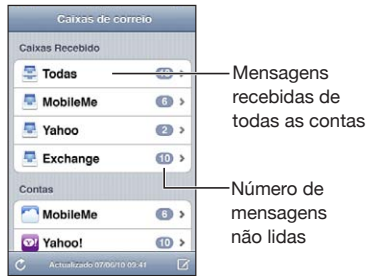 Caixas de correio
Caixas Recebido
Todas
MobileMe 6
Yahoo 2
Exchange 10
Contas
MobileMe 6
Yahoo! 10
Actualizado 07/06/10 09:41
Mensagens
recebidas de
todas as contas
Número de
mensagens
não lidas